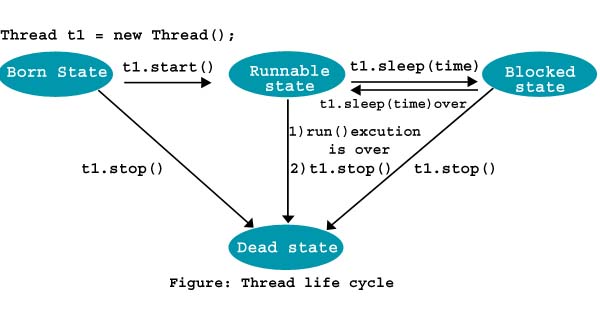 Thread t1 = new Thread();
Born State
t1.start()
Runnable
state
t1.sleep(time)
Blocked
state
t1.sleep(time)over
1)run()excution
is over
t1.stop()
2)t1.stop()
t1.stop()
Dead state
Figure: Thread life cycle